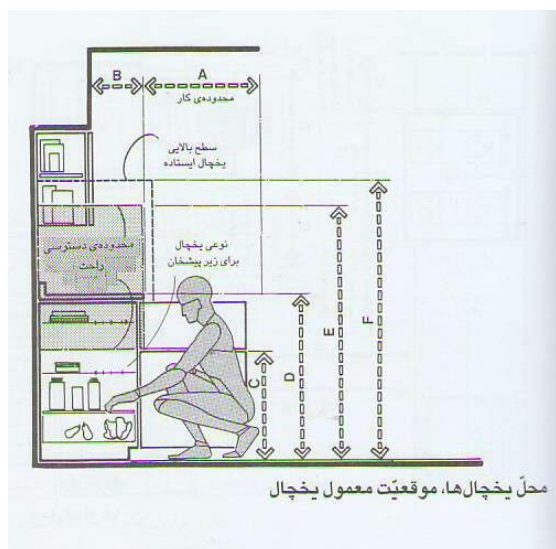 B
A
محدوده‌ی کار
سطح بالایی
یخچال ایستاده
محدوده‌ی دسترسی
راحت
نوعی یخچال
برای زیر پیشخان
C
D
E
F
محلّ یخچال‌ها، موقعیّت معمول یخچال